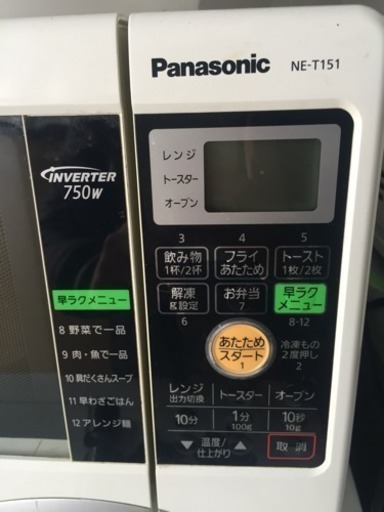 Panasonic NE-T151
INVERTER
750W
レンジ
トースター
オーブン
3 4 5
飲み物 フライ トースト
1杯/2杯 あたため 1枚/2枚
解凍 お弁当 早ラク
g設定 7 メニュー
6 8-12
早ラクメニュー
8 野菜で一品
9 肉・魚で一品
10 具だくさんスープ
11 早わざごはん
12 アレンジ麺
あたため
スタート
1
冷凍もの
2度押し
2
レンジ トースター オーブン
出力切換
10分 1分 10秒
100g 10g
▼ 温度/ ▲ 取消
仕上がり